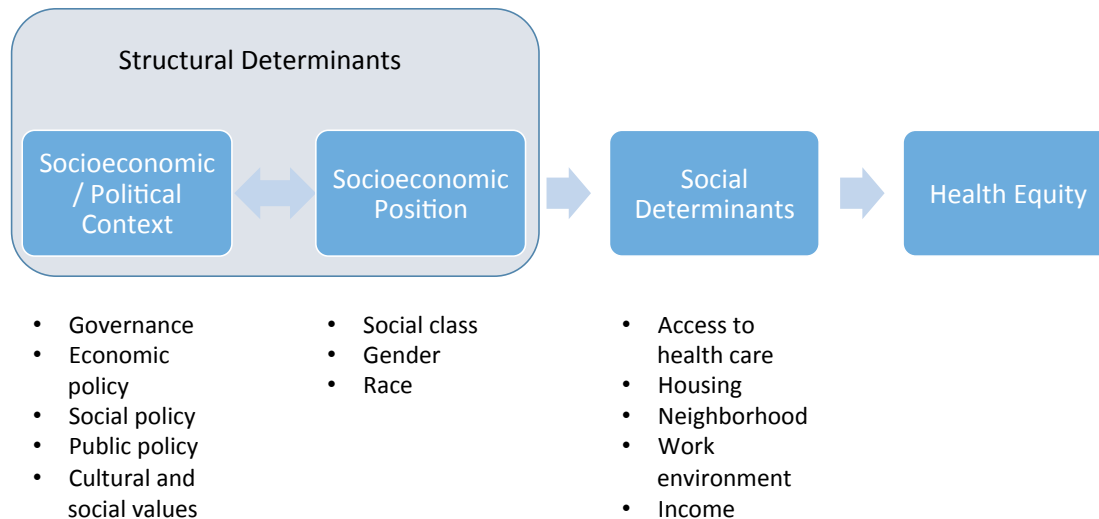 Structural Determinants
Socioeconomic
/ Political
Context
Socioeconomic
Position
Social
Determinants
Health Equity
• Governance
• Economic
policy
• Social policy
• Public policy
• Cultural and
social values
• Social class
• Gender
• Race
• Access to
health care
• Housing
• Neighborhood
• Work
environment
• Income